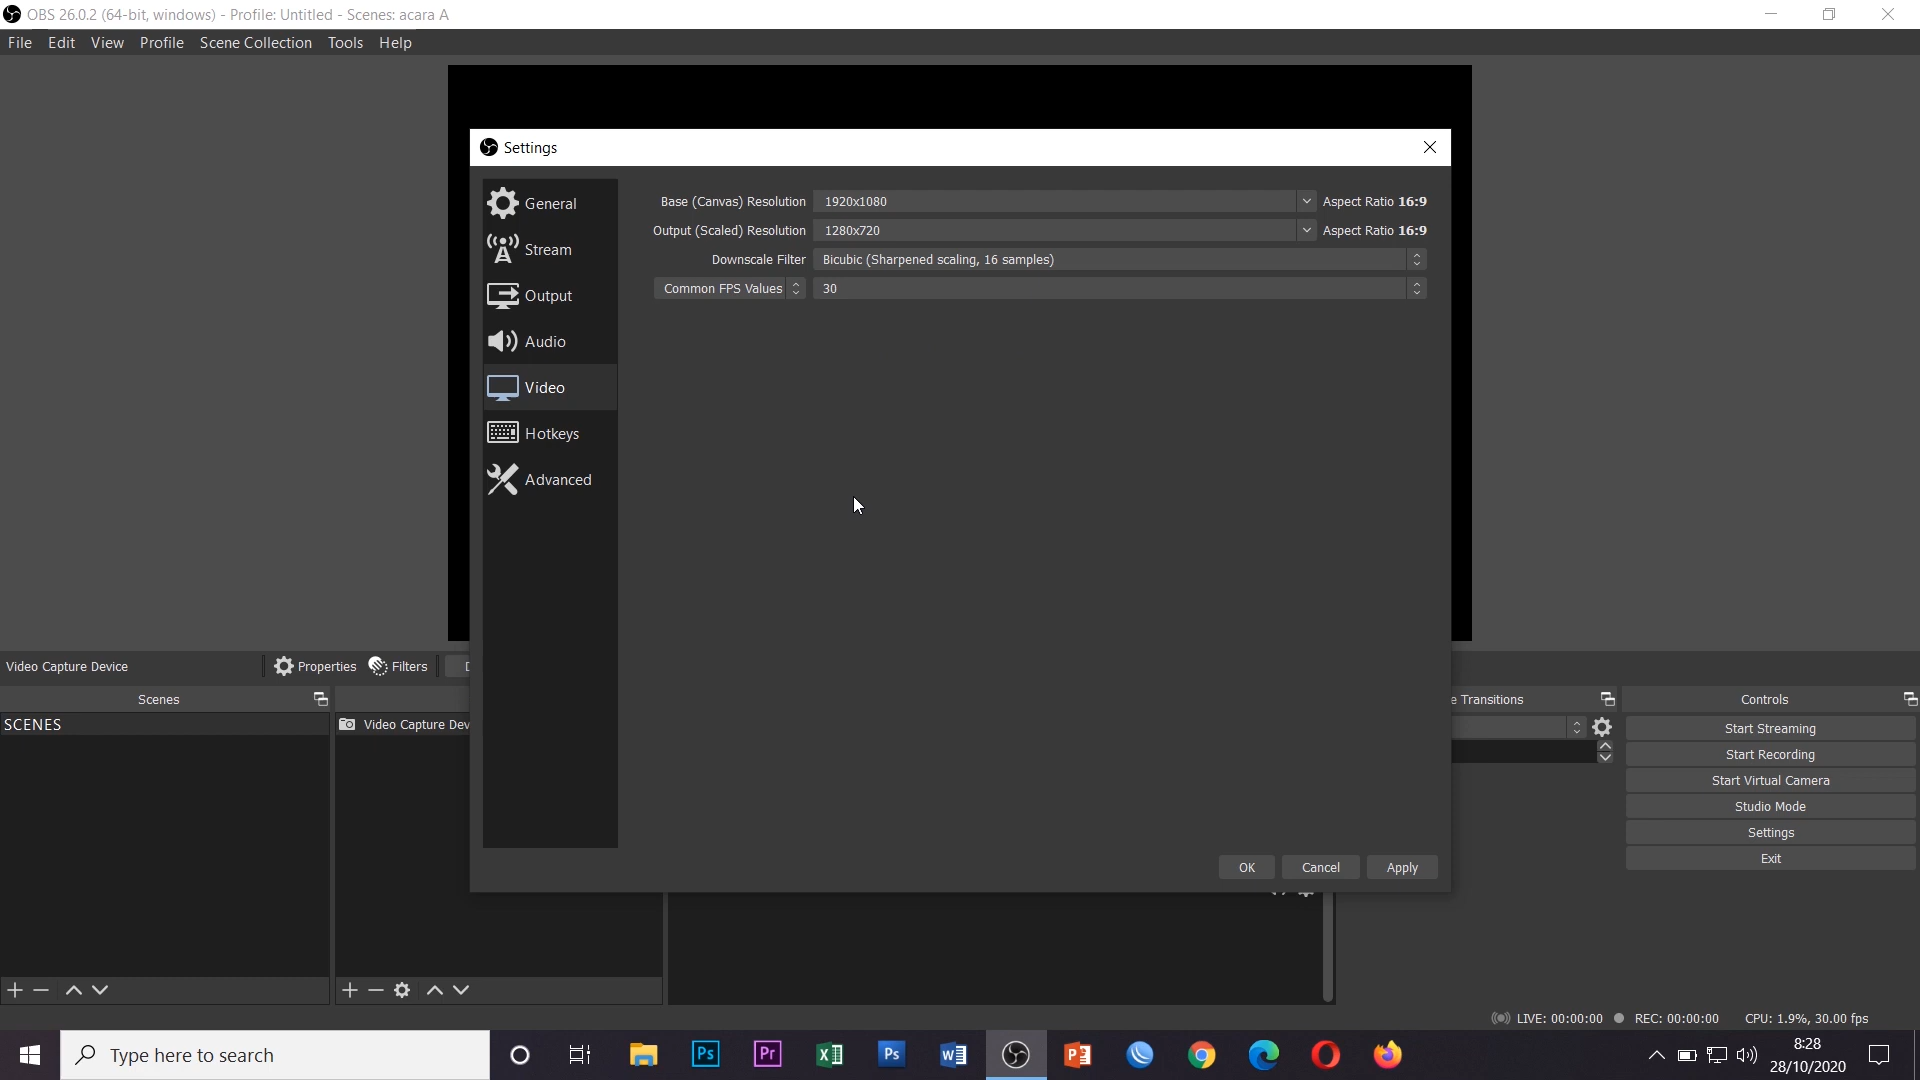 OBS 26.0.2 (64-bit, windows) - Profile: Untitled - Scenes: acara A
File Edit View Profile Scene Collection Tools Help
Settings
General
Stream
Output
Audio
Video
Hotkeys
Advanced
Base (Canvas) Resolution 1920x1080 Aspect Ratio 16:9
Output (Scaled) Resolution 1280x720 Aspect Ratio 16:9
Downscale Filter Bicubic (Sharpened scaling, 16 samples)
Common FPS Values 30
OK Cancel Apply
Video Capture Device Properties Filters
Scenes
SCENES
Video Capture Dev
e Transitions
Controls
Start Streaming
Start Recording
Start Virtual Camera
Studio Mode
Settings
Exit
LIVE: 00:00:00 REC: 00:00:00 CPU: 1.9%, 30.00 fps
Type here to search
Ps Pr Ps
8:28
28/10/2020